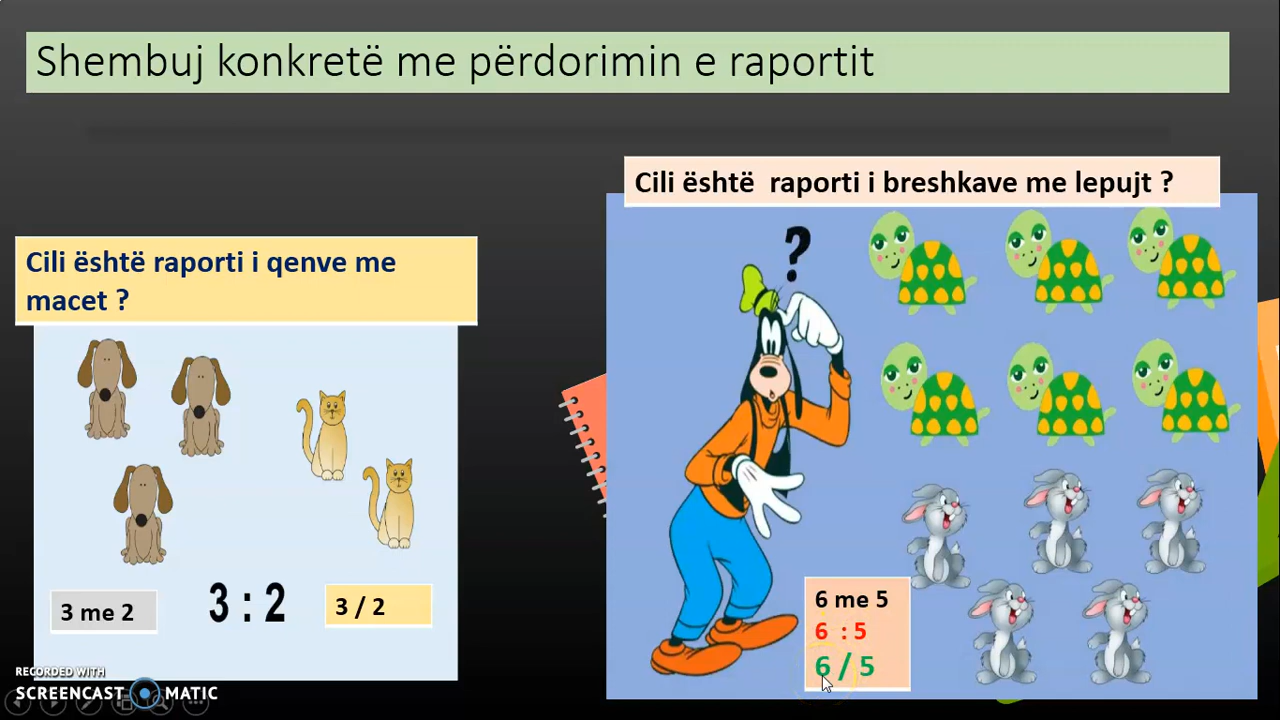 Shembuj konkretë me përdorimin e raportit
Cili është raporti i qenve me
macet ?
3 me 2
3 : 2
3 / 2
Cili është raporti i breshkave me lepujt ?
?
6 me 5
6 : 5
6 / 5
RECORDED WITH
SCREENCAST MATIC